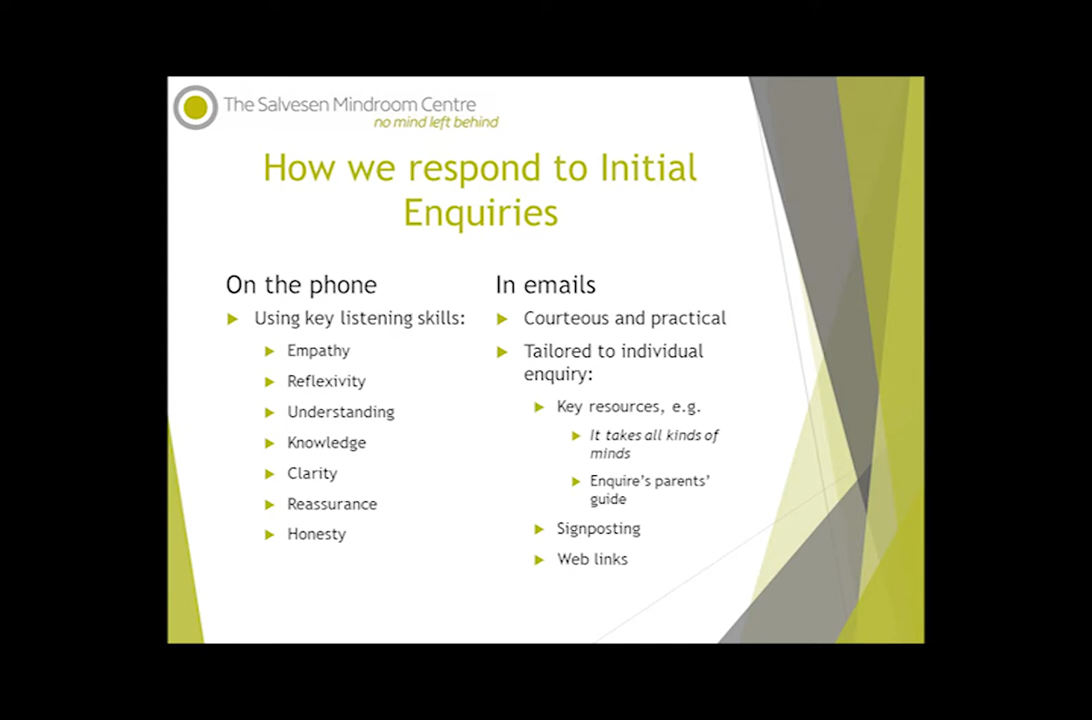 The Salvesen Mindroom Centre
no mind left behind
How we respond to Initial
Enquiries
On the phone
Using key listening skills:
Empathy
Reflexivity
Understanding
Knowledge
Clarity
Reassurance
Honesty
In emails
Courteous and practical
Tailored to individual
enquiry:
Key resources, e.g.
It takes all kinds of
minds
Enquire's parents'
guide
Signposting
Web links